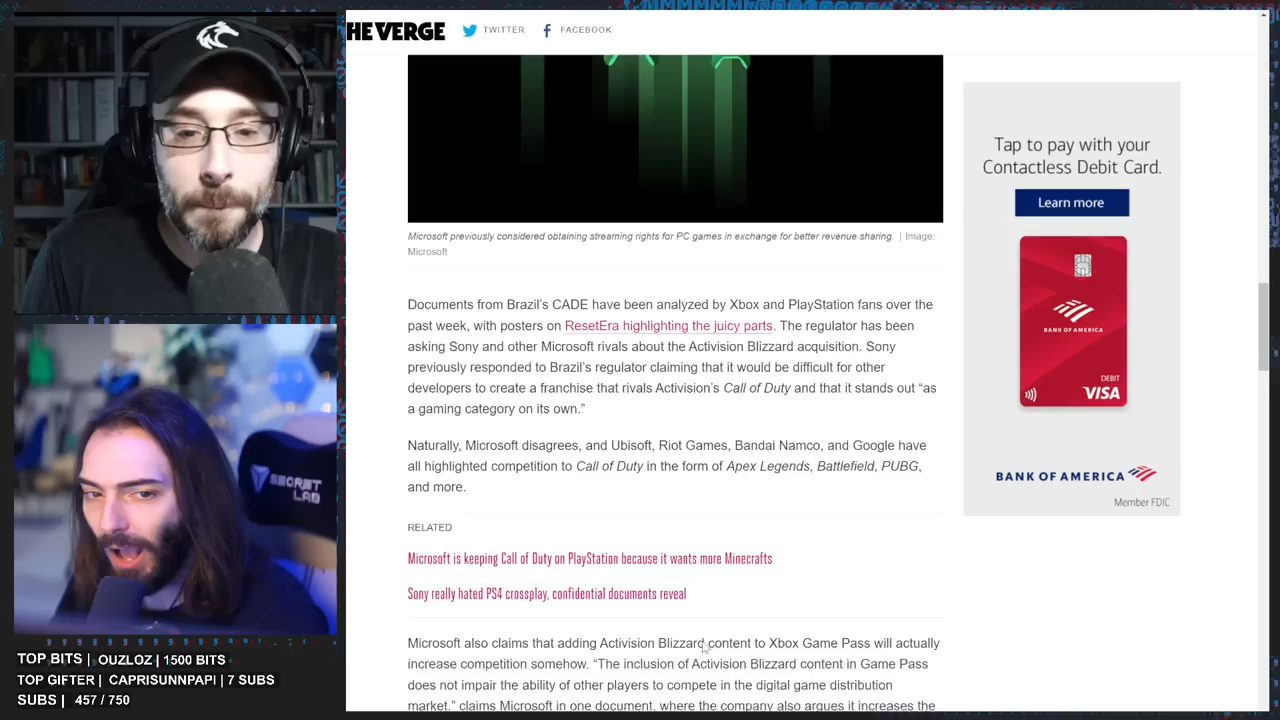 HE VERGE
TWITTER
FACEBOOK
Microsoft previously considered obtaining streaming rights for PC games in exchange for better revenue sharing. | Image:
Microsoft
Documents from Brazil’s CADE have been analyzed by Xbox and PlayStation fans over the
past week, with posters on ResetEra highlighting the juicy parts. The regulator has been
asking Sony and other Microsoft rivals about the Activision Blizzard acquisition. Sony
previously responded to Brazil’s regulator claiming that it would be difficult for other
developers to create a franchise that rivals Activision’s Call of Duty and that it stands out “as
a gaming category on its own.”
Naturally, Microsoft disagrees, and Ubisoft, Riot Games, Bandai Namco, and Google have
all highlighted competition to Call of Duty in the form of Apex Legends, Battlefield, PUBG,
and more.
RELATED
Microsoft is keeping Call of Duty on PlayStation because it wants more Minecrafts
Sony really hated PS4 crossplay, confidential documents reveal
Microsoft also claims that adding Activision Blizzard content to Xbox Game Pass will actually
increase competition somehow. “The inclusion of Activision Blizzard content in Game Pass
does not impair the ability of other players to compete in the digital game distribution
market,” claims Microsoft in one document, where the company also argues it increases the
Tap to pay with your
Contactless Debit Card.
Learn more
BANK OF AMERICA
DEBIT
VISA
BANK OF AMERICA
Member FDIC
SECRET
LAB
TOP BITS | OUZLOZ | 1500 BITS
TOP GIFTER | CAPRISUNNPAPI | 7 SUBS
SUBS | 457 / 750